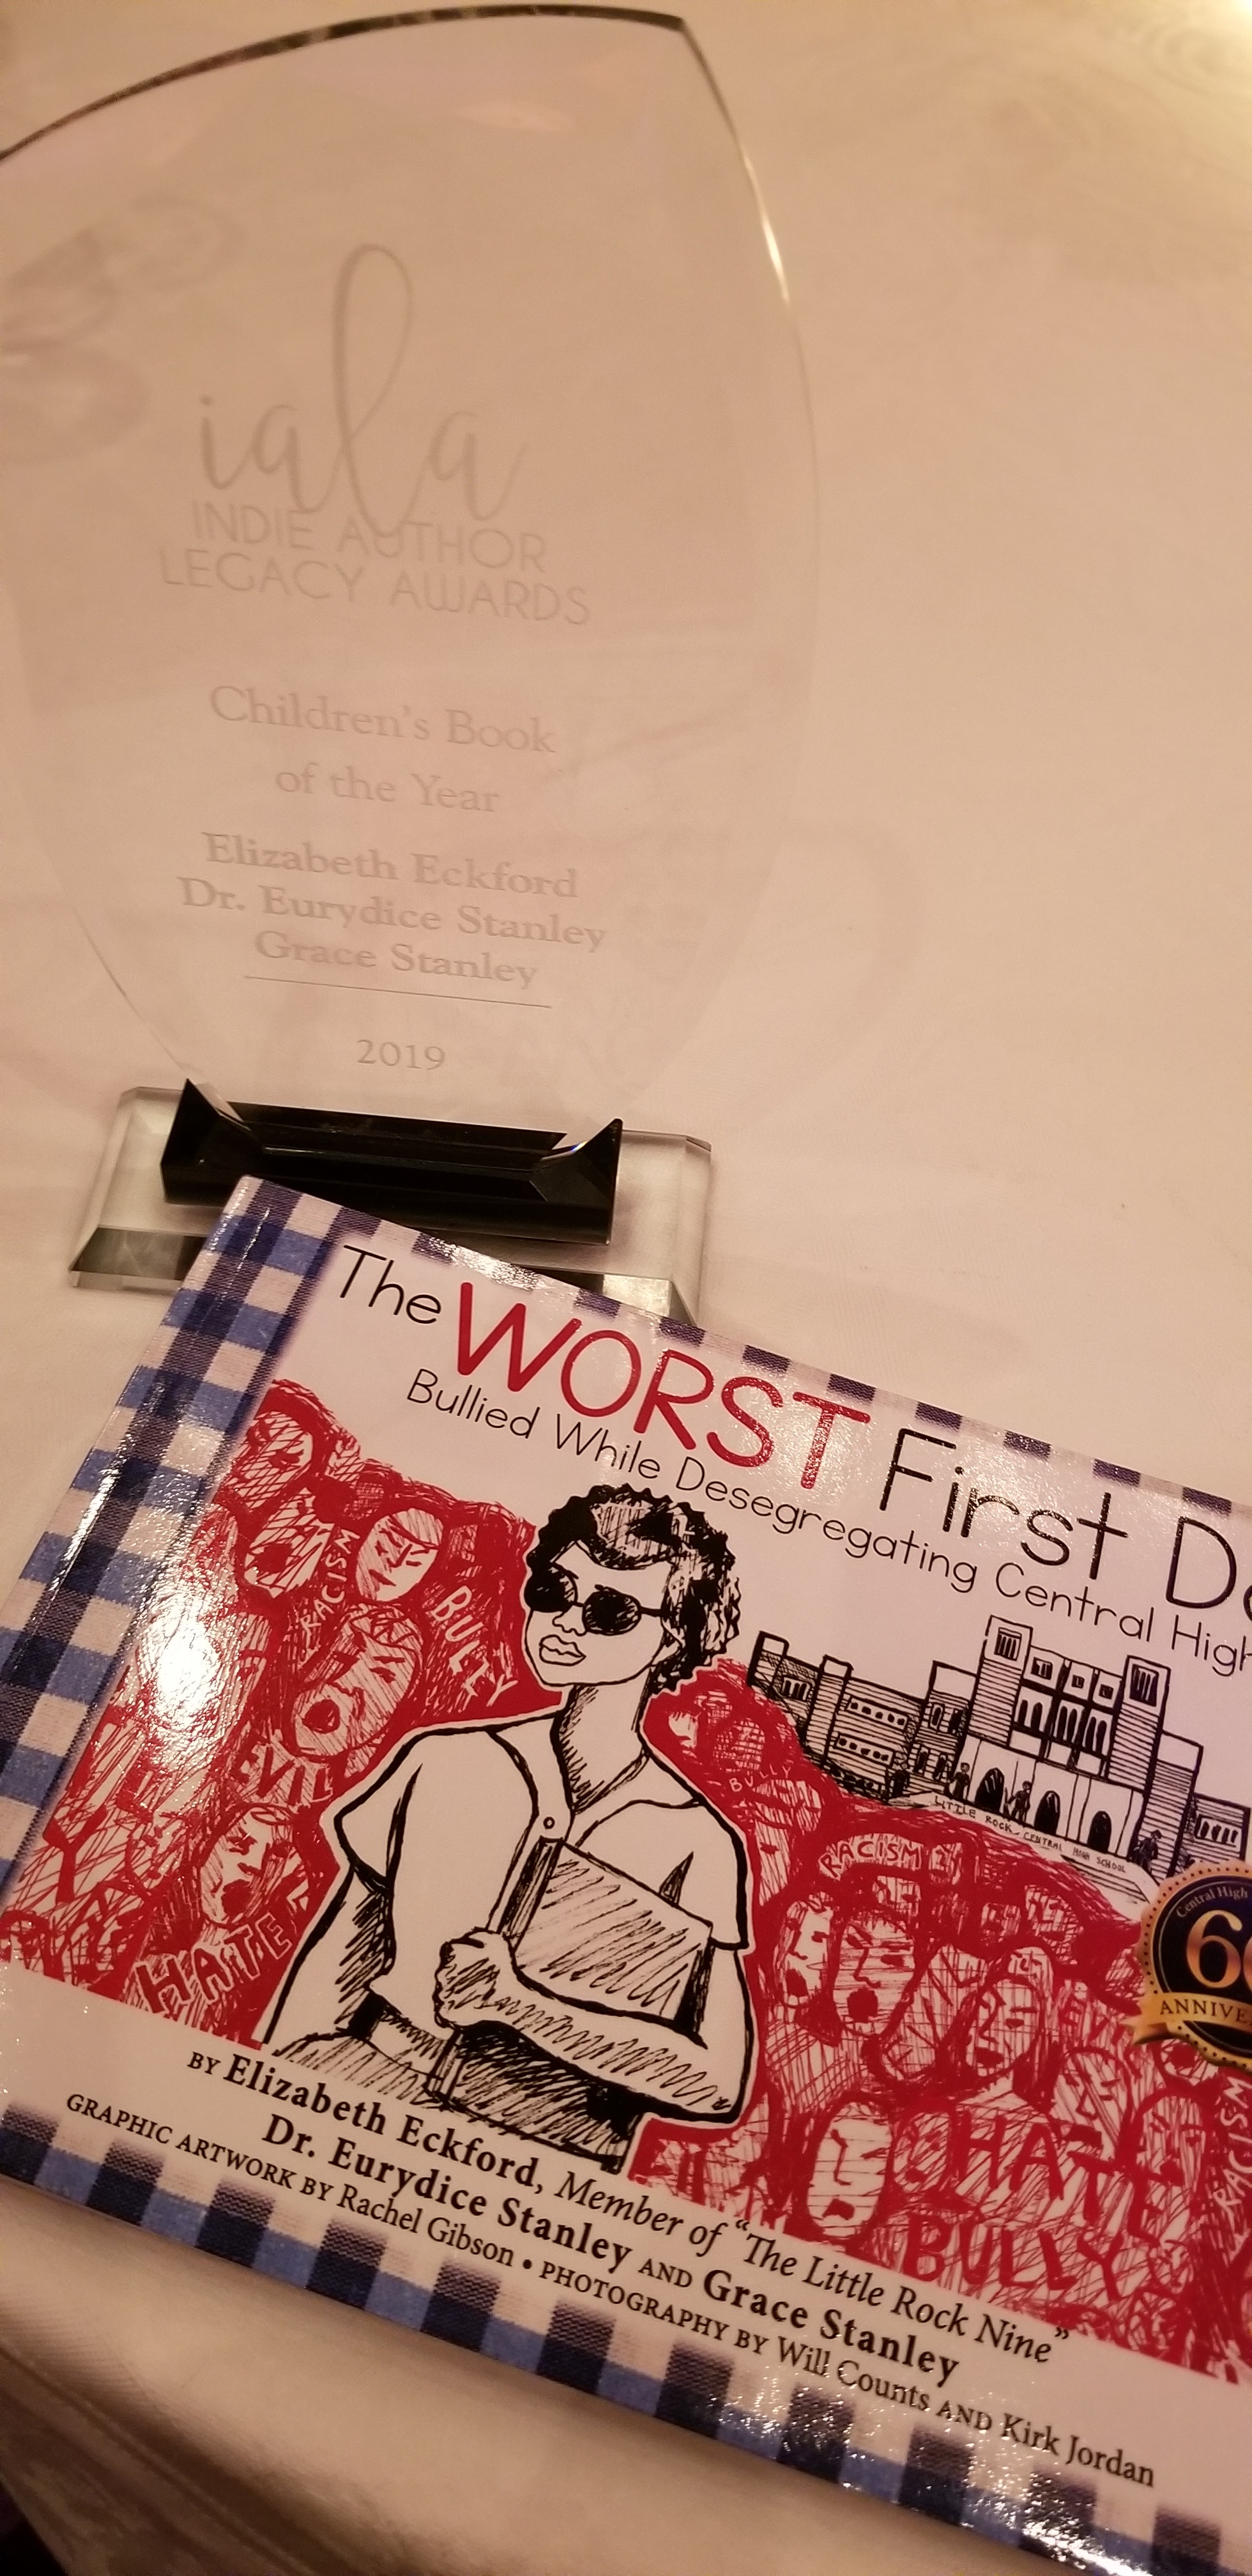 iala
INDIE AUTHOR
LEGACY AWARDS
Children's Book
of the Year
Elizabeth Eckford
Dr. Eurydice Stanley
Grace Stanley
2019
The WORST First Da
Bullied While Desegregating Central High
RACISM
BULLY
EVIL
HATE
BULLY
LITTLE ROCK CENTRAL HIGH SCHOOL
RACISM
Central High
60
ANNIVE
HATE
BULLY
RACISM
BY Elizabeth Eckford, Member of "The Little Rock Nine"
Dr. Eurydice Stanley AND Grace Stanley
GRAPHIC ARTWORK BY Rachel Gibson • PHOTOGRAPHY BY Will Counts AND Kirk Jordan